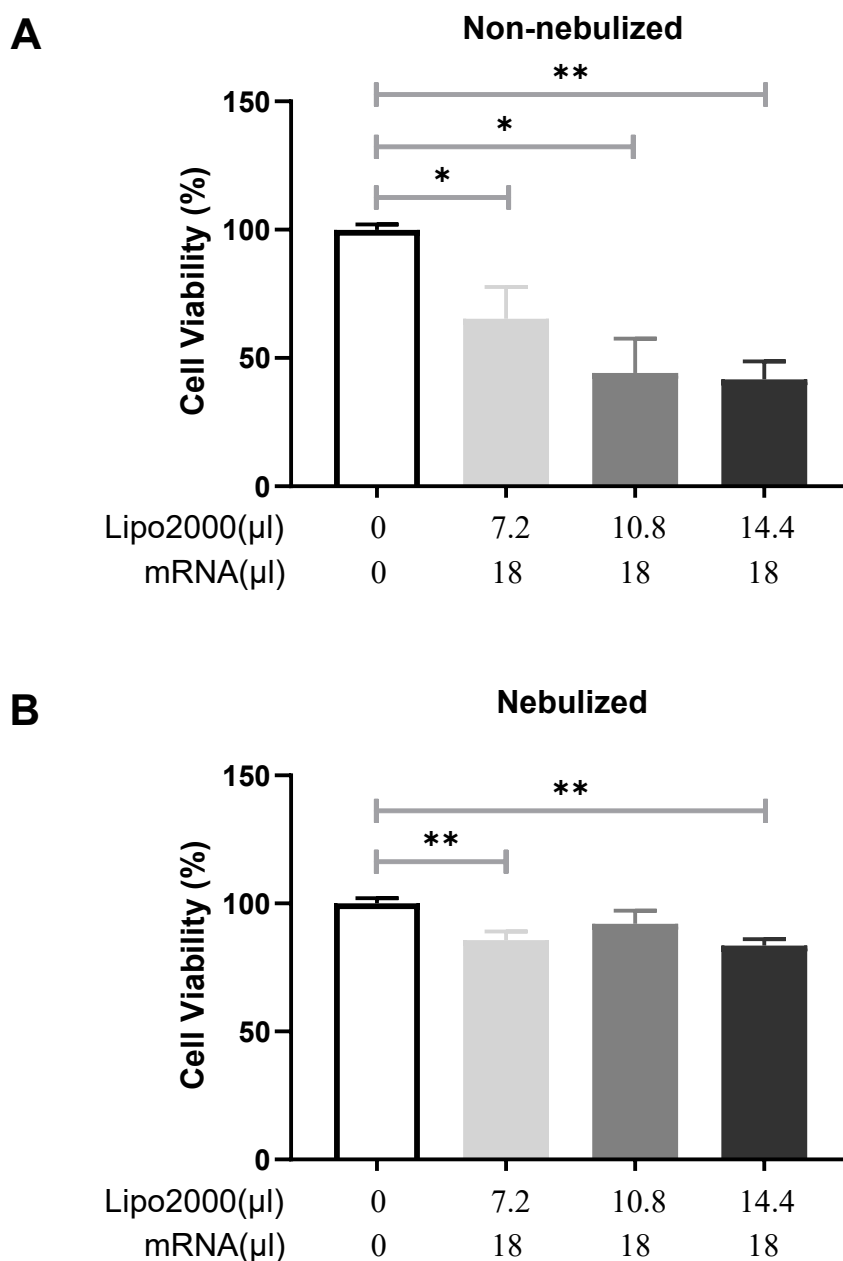 A
Non-nebulized
**
*
*
150
100
50
0
Cell Viability (%)
Lipo2000(µl) 0 7.2 10.8 14.4
mRNA(µl) 0 18 18 18
B
Nebulized
**
**
150
100
50
0
Cell Viability (%)
Lipo2000(µl) 0 7.2 10.8 14.4
mRNA(µl) 0 18 18 18